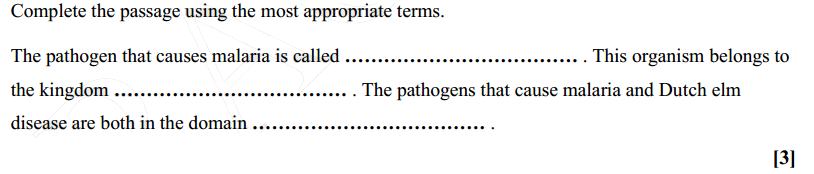 Complete the passage using the most appropriate terms.
The pathogen that causes malaria is called .................................... . This organism belongs to
the kingdom .................................... . The pathogens that cause malaria and Dutch elm
disease are both in the domain .................................... .
[3]